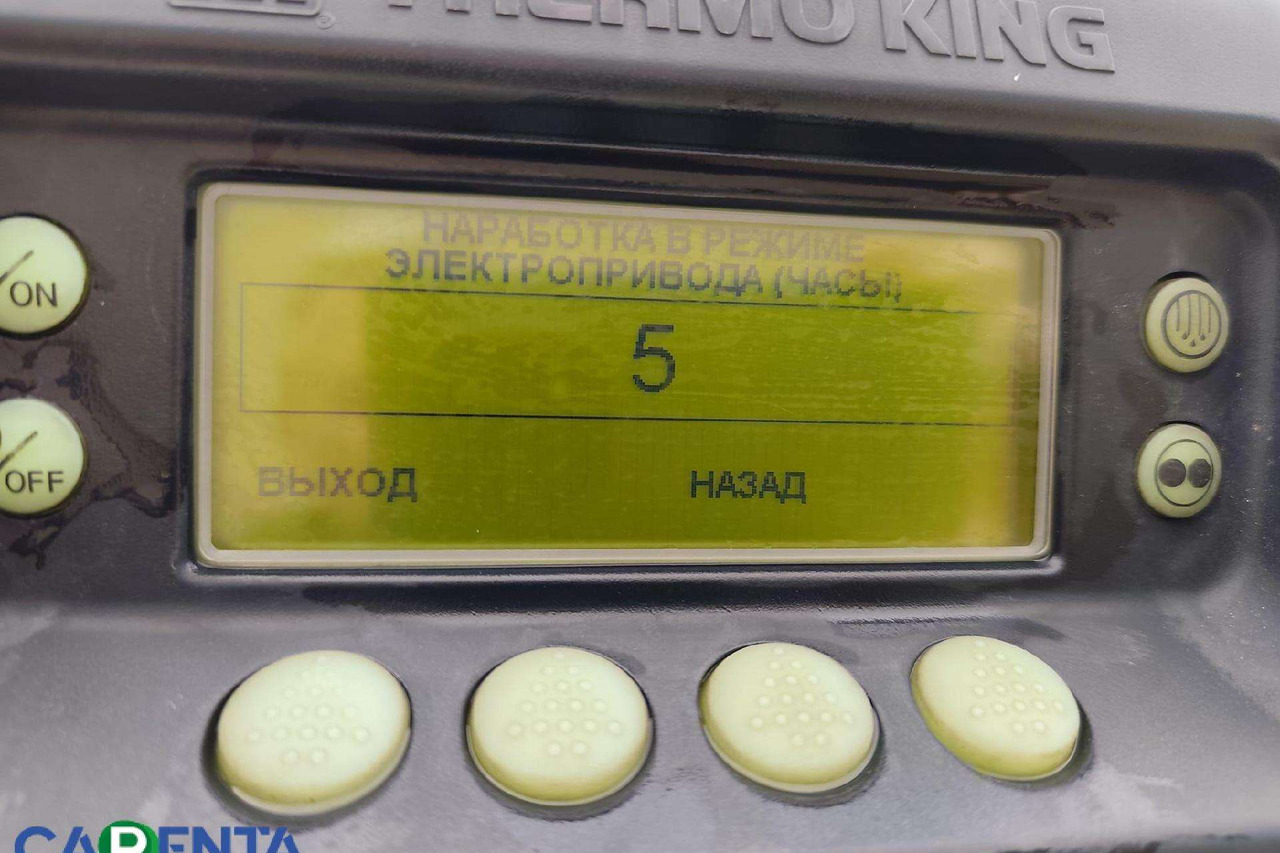 THERMO KING
НАРАБОТКА В РЕЖИМЕ
ЭЛЕКТРОПРИВОДА (ЧАСЫ)
/ON
5
/OFF
ВЫХОД НАЗАД
CARENTA